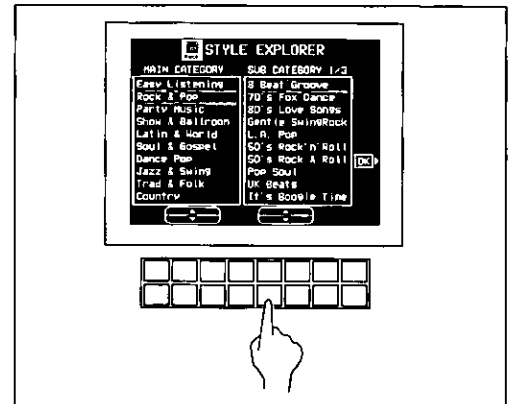 STYLE EXPLORER
MAIN CATEGORY
Easy Listening
Rock & Pop
Party Music
Show & Ballroom
Latin & World
Soul & Gospel
Dance Pop
Jazz & Swing
Trad & Folk
Country
SUB CATEGORY 1/3
8 Beat Groove
70's Fox Dance
80's Love Songs
Gentle SwingRock
L.A. Pop
50's Rock'n'Roll
50's Rock & Roll
Pop Soul
UK Beats
It's Boogie Time
OK